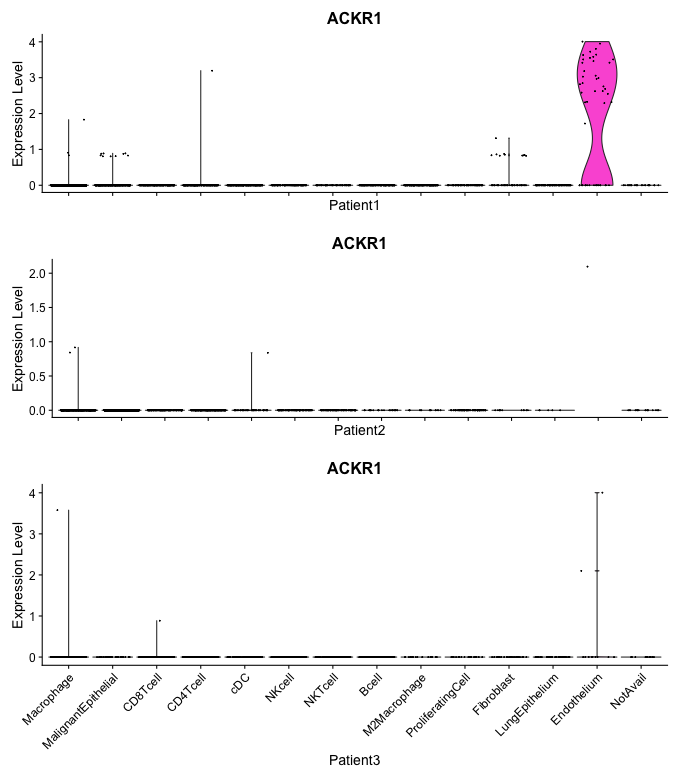 ACKR1
Expression Level
4
3
2
1
0
Patient1
ACKR1
Expression Level
2.0
1.5
1.0
0.5
0.0
Patient2
ACKR1
Expression Level
4
3
2
1
0
Macrophage
MalignantEpithelial
CD8Tcell
CD4Tcell
cDC
NKcell
NKTcell
Bcell
M2Macrophage
ProliferatingCell
Fibroblast
LungEpithelium
Endothelium
NotAvail
Patient3